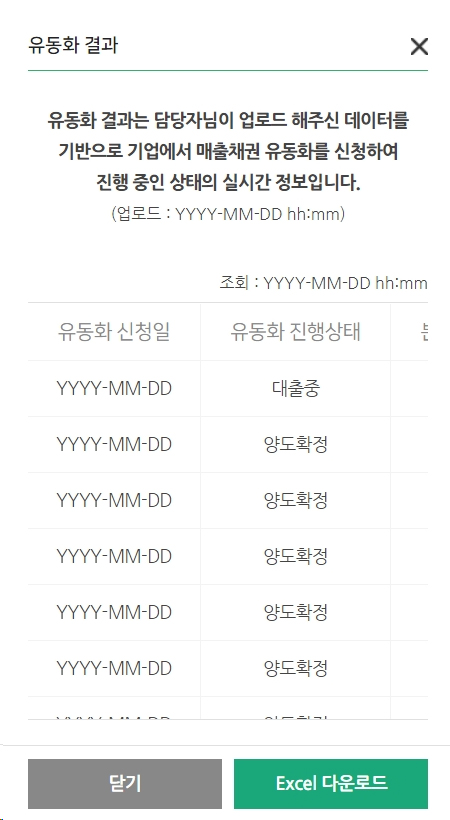 유동화 결과
유동화 결과는 담당자님이 업로드 해주신 데이터를
기반으로 기업에서 매출채권 유동화를 신청하여
진행 중인 상태의 실시간 정보입니다.
(업로드 : YYYY-MM-DD hh:mm)
조회 : YYYY-MM-DD hh:mm
유동화 신청일 유동화 진행상태
YYYY-MM-DD 대출중
YYYY-MM-DD 양도확정
YYYY-MM-DD 양도확정
YYYY-MM-DD 양도확정
YYYY-MM-DD 양도확정
YYYY-MM-DD 양도확정
YYYY-MM-DD 양도확정
닫기 Excel 다운로드